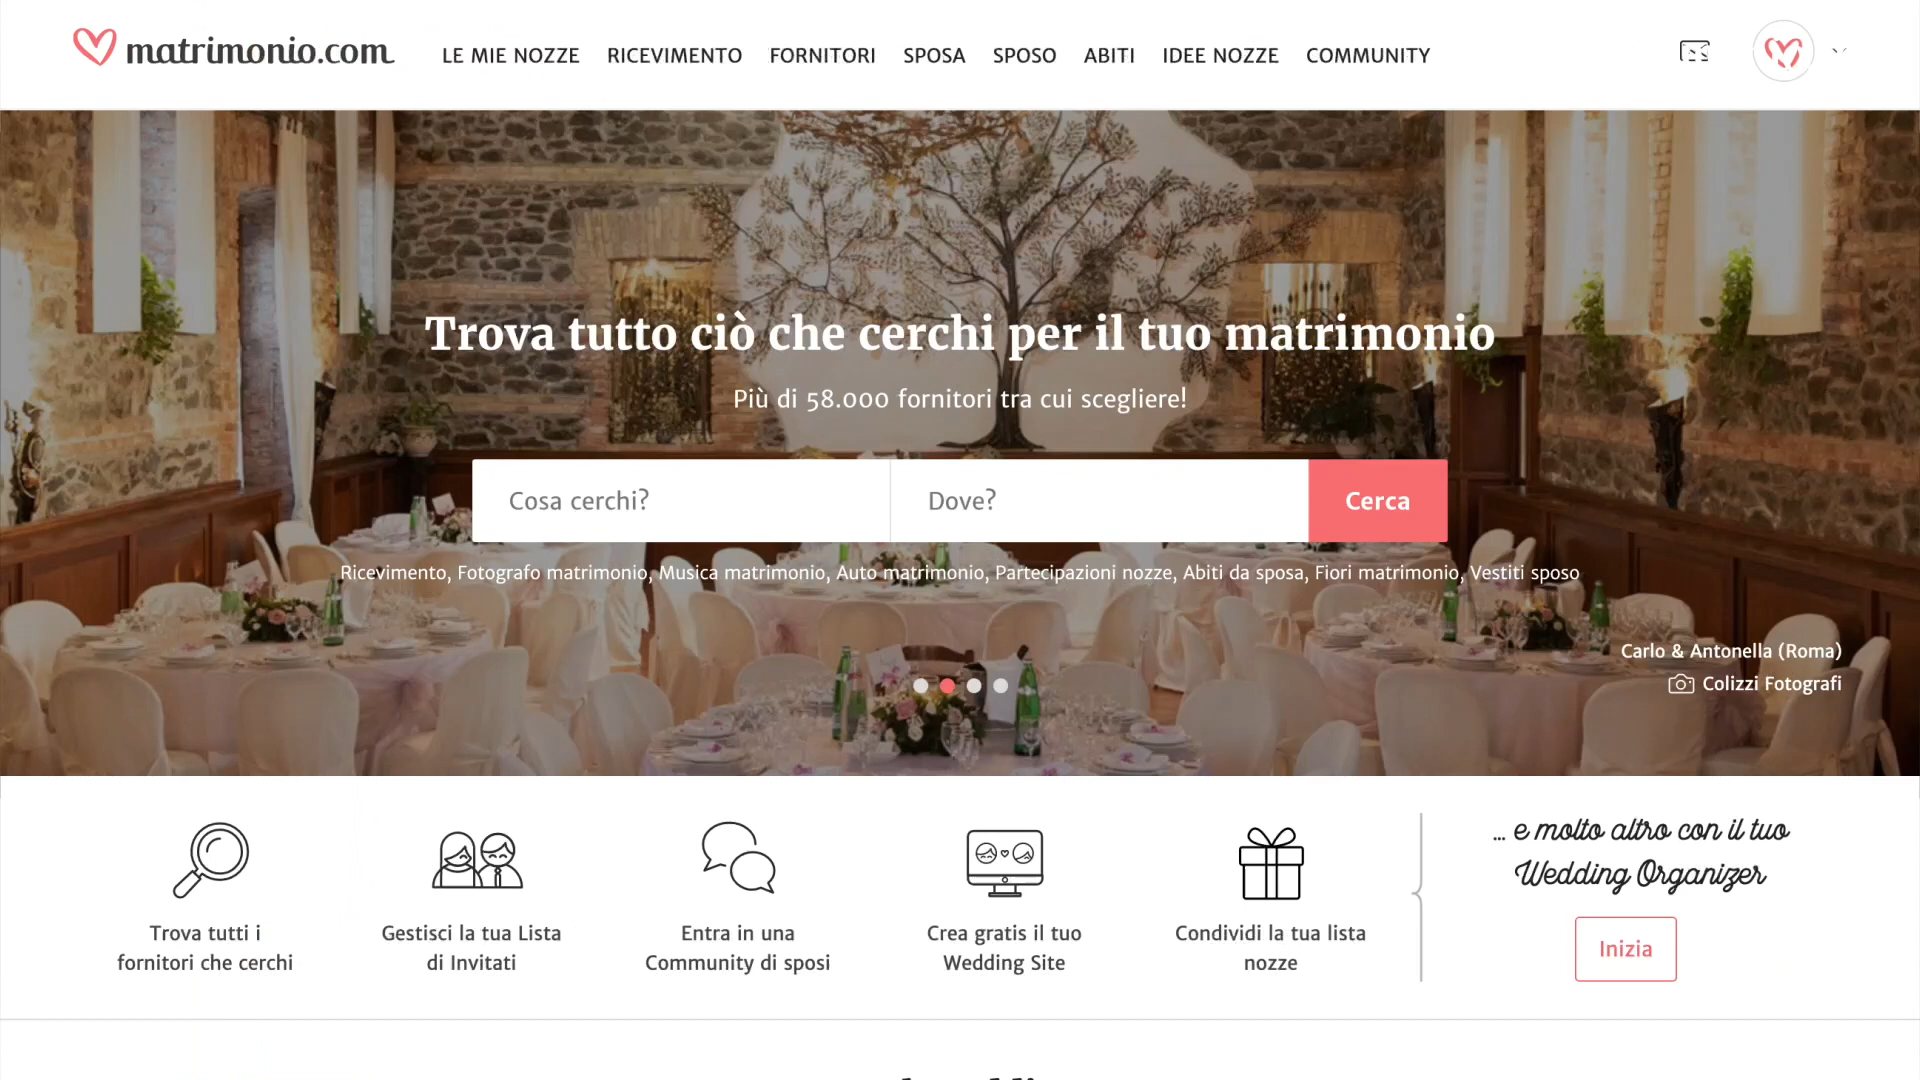 matrimonio.com
LE MIE NOZZE RICEVIMENTO FORNITORI SPOSA SPOSO ABITI IDEE NOZZE COMMUNITY
Trova tutto ciò che cerchi per il tuo matrimonio
Più di 58.000 fornitori tra cui scegliere!
Cosa cerchi? Dove? Cerca
Ricevimento, Fotografo matrimonio, Musica matrimonio, Auto matrimonio, Partecipazioni nozze, Abiti da sposa, Fiori matrimonio, Vestiti sposo
Carlo & Antonella (Roma)
Colizzi Fotografi
Trova tutti i
fornitori che cerchi
Gestisci la tua Lista
di Invitati
Entra in una
Community di sposi
Crea gratis il tuo
Wedding Site
Condividi la tua lista
nozze
... e molto altro con il tuo
Wedding Organizer
Inizia